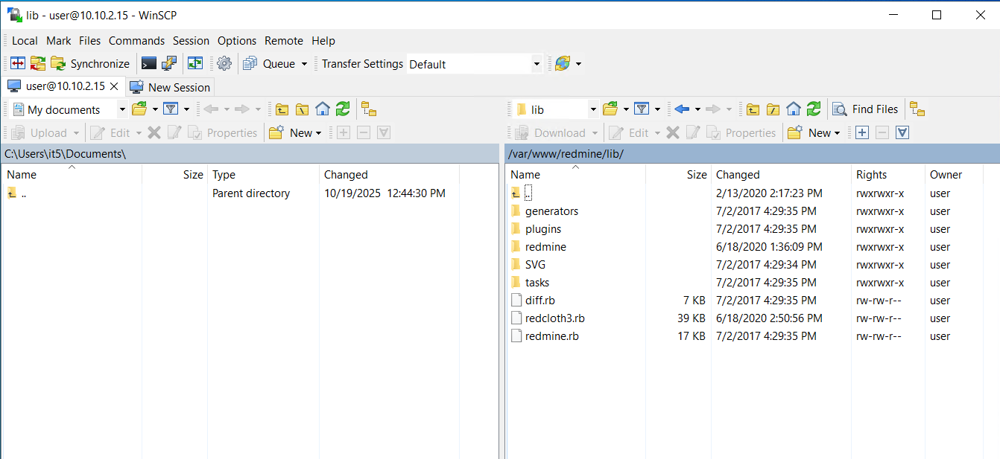 lib - user@10.10.2.15 - WinSCP
Local Mark Files Commands Session Options Remote Help
Synchronize Queue Transfer Settings Default
user@10.10.2.15 New Session
My documents
Upload Edit Properties New
C:\Users\it5\Documents\
Name Size Type Changed
.. Parent directory 10/19/2025 12:44:30 PM
lib Find Files
Download Edit Properties New
/var/www/redmine/lib/
Name Size Changed Rights Owner
.. 2/13/2020 2:17:23 PM rwxrwxr-x user
generators 7/2/2017 4:29:35 PM rwxrwxr-x user
plugins 7/2/2017 4:29:35 PM rwxrwxr-x user
redmine 6/18/2020 1:36:09 PM rwxrwxr-x user
SVG 7/2/2017 4:29:34 PM rwxrwxr-x user
tasks 7/2/2017 4:29:35 PM rwxrwxr-x user
diff.rb 7 KB 7/2/2017 4:29:35 PM rw-rw-r-- user
redcloth3.rb 39 KB 6/18/2020 2:50:56 PM rw-rw-r-- user
redmine.rb 17 KB 7/2/2017 4:29:35 PM rw-rw-r-- user